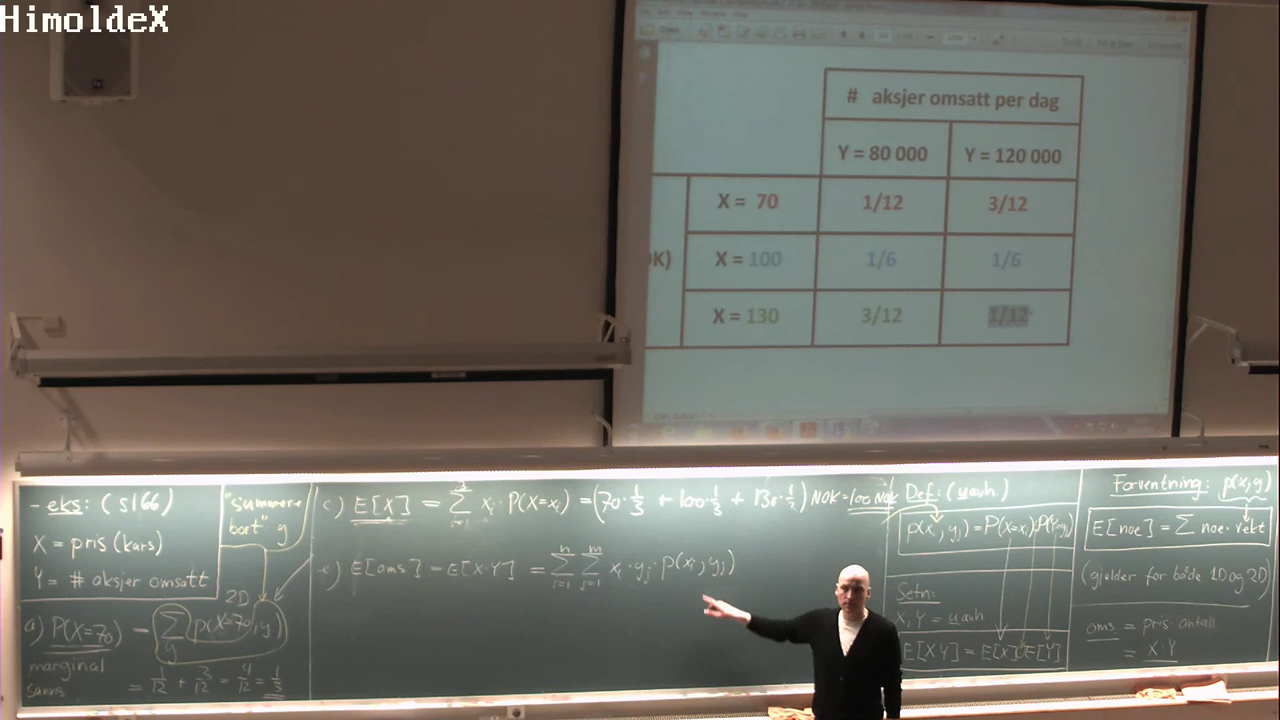 HimoldeX
# aksjer omsatt per dag
Y = 80 000 Y = 120 000
X = 70 1/12 3/12
OK) X = 100 1/6 1/6
X = 130 3/12 1/12
- eks: (s166)
X = pris (kurs)
Y = # aksjer omsatt
"summere
bort" y
2D
a) P(X=70) = Σ p(X=70, y)
y
marginal
sanns.
= 1/12 + 3/12 = 4/12 = 1/3
c) E[X] = Σ xᵢ · P(X=xᵢ) = (70 · 1/3 + 100 · 1/3 + 130 · 1/3) NOK = 100 NOK
e) E[oms] = E[X·Y] = Σ Σ xᵢ · yⱼ · p(xᵢ, yⱼ)
i=1 j=1
Def: (uavh)
p(xᵢ, yⱼ) = P(X=xᵢ) · P(Y=yⱼ)
Setn:
X, Y = uavh
E[XY] = E[X] · E[Y]
Forventning: p(x,y)
E[noe] = Σ noe · vekt
(gjelder for både 1D og 2D)
oms = pris · antall
= X · Y